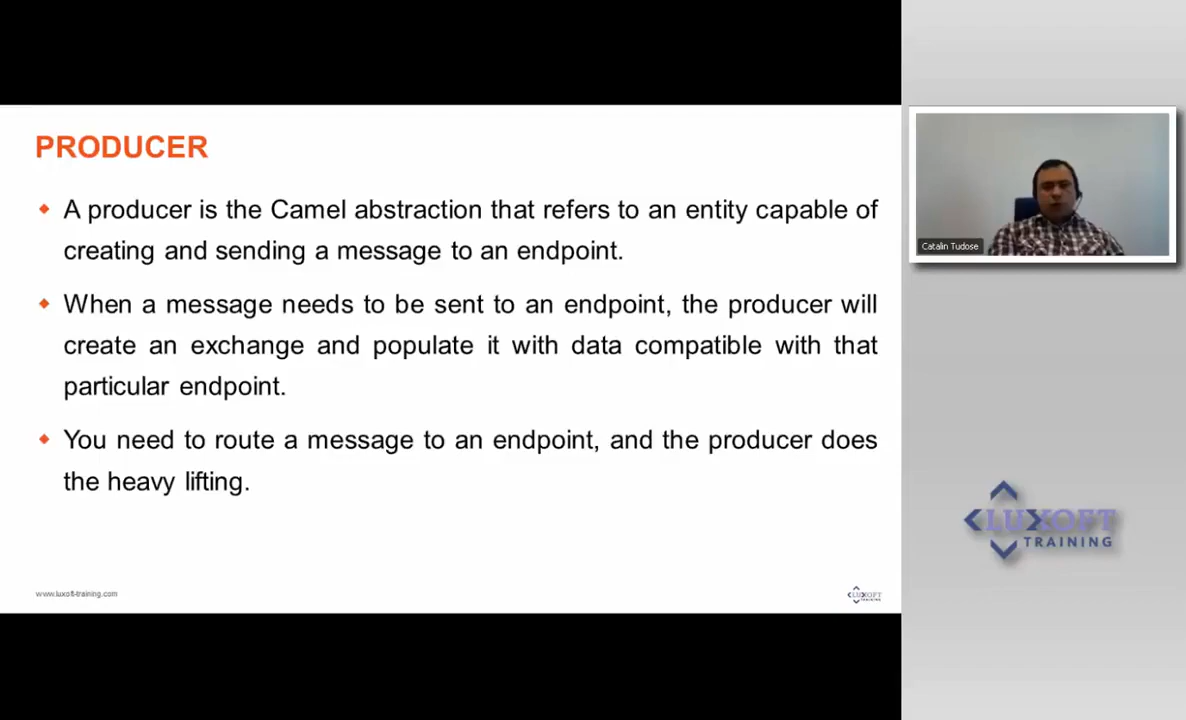 PRODUCER
A producer is the Camel abstraction that refers to an entity capable of
creating and sending a message to an endpoint.
When a message needs to be sent to an endpoint, the producer will
create an exchange and populate it with data compatible with that
particular endpoint.
You need to route a message to an endpoint, and the producer does
the heavy lifting.
www.luxoft-training.com
LUXOFT
TRAINING
Catalin Tudose
LUXOFT
TRAINING